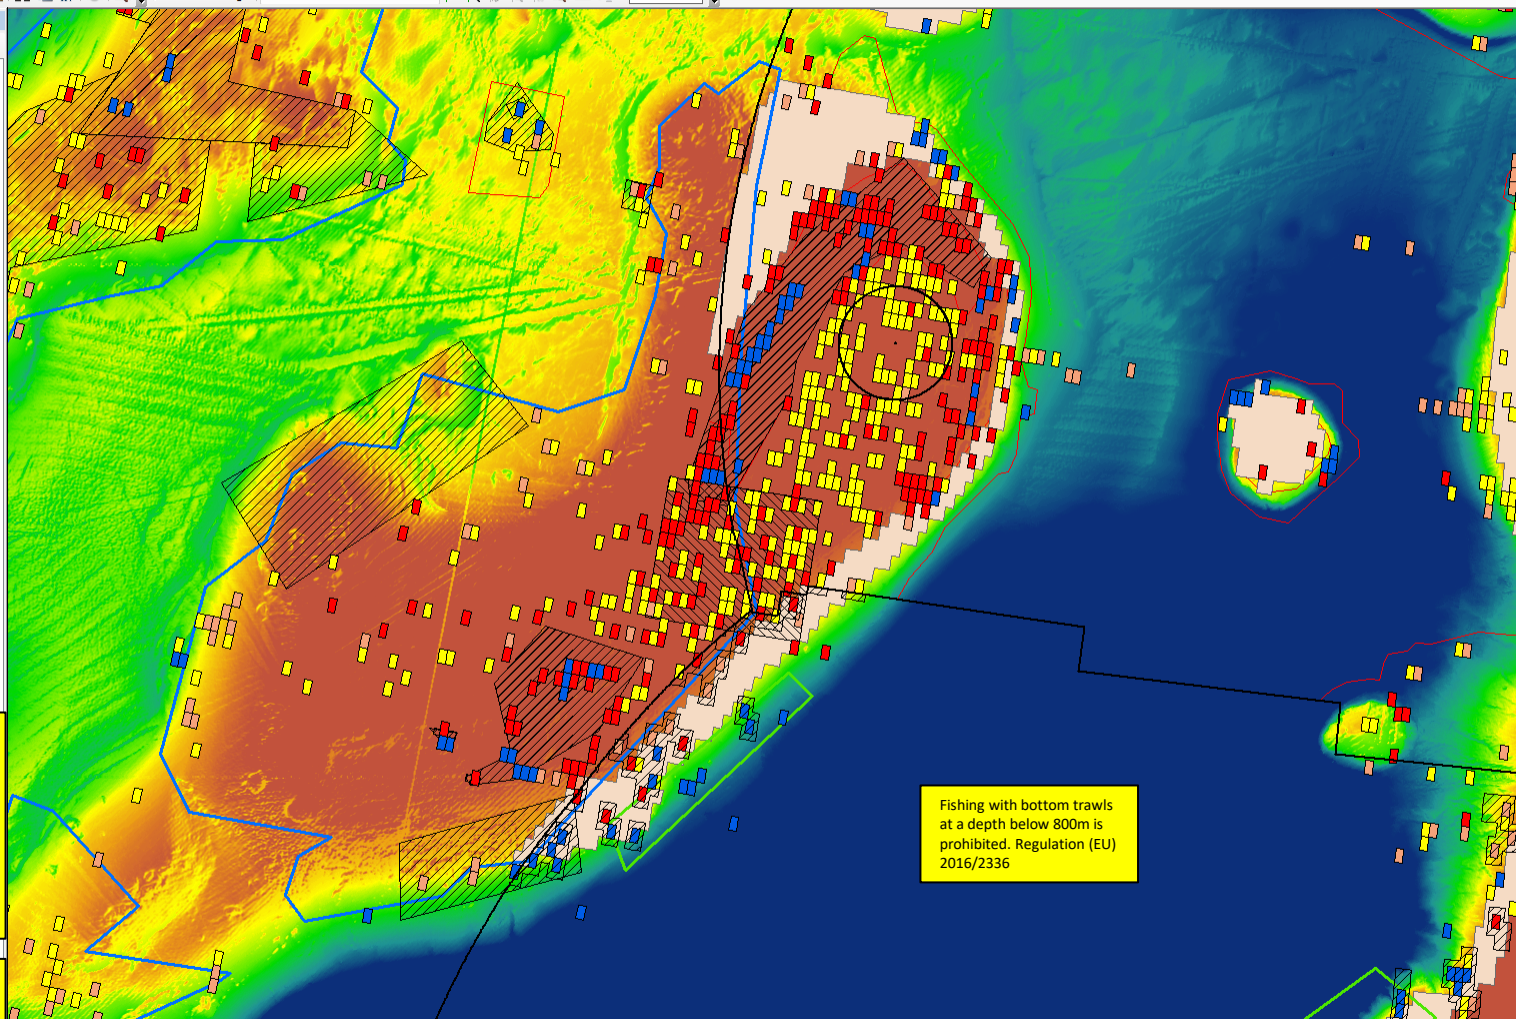 Fishing with bottom trawls
at a depth below 800m is
prohibited. Regulation (EU)
2016/2336